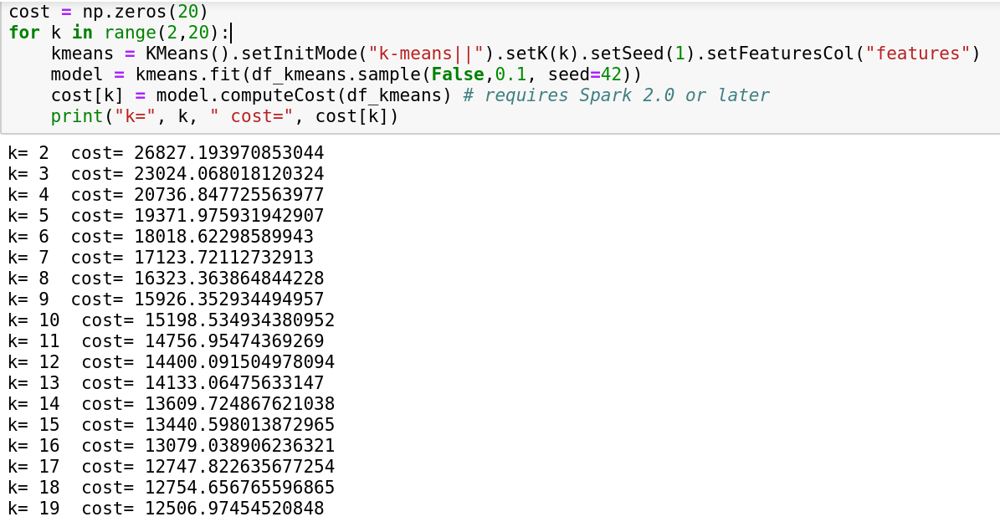 cost = np.zeros(20)
for k in range(2,20):
    kmeans = KMeans().setInitMode("k-means||").setK(k).setSeed(1).setFeaturesCol("features")
    model = kmeans.fit(df_kmeans.sample(False,0.1, seed=42))
    cost[k] = model.computeCost(df_kmeans) # requires Spark 2.0 or later
    print("k=", k, " cost=", cost[k])
k= 2  cost= 26827.193970853044
k= 3  cost= 23024.068018120324
k= 4  cost= 20736.847725563977
k= 5  cost= 19371.975931942907
k= 6  cost= 18018.62298589943
k= 7  cost= 17123.72112732913
k= 8  cost= 16323.363864844228
k= 9  cost= 15926.352934494957
k= 10  cost= 15198.534934380952
k= 11  cost= 14756.95474369269
k= 12  cost= 14400.091504978094
k= 13  cost= 14133.06475633147
k= 14  cost= 13609.724867621038
k= 15  cost= 13440.598013872965
k= 16  cost= 13079.038906236321
k= 17  cost= 12747.822635677254
k= 18  cost= 12754.656765596865
k= 19  cost= 12506.97454520848